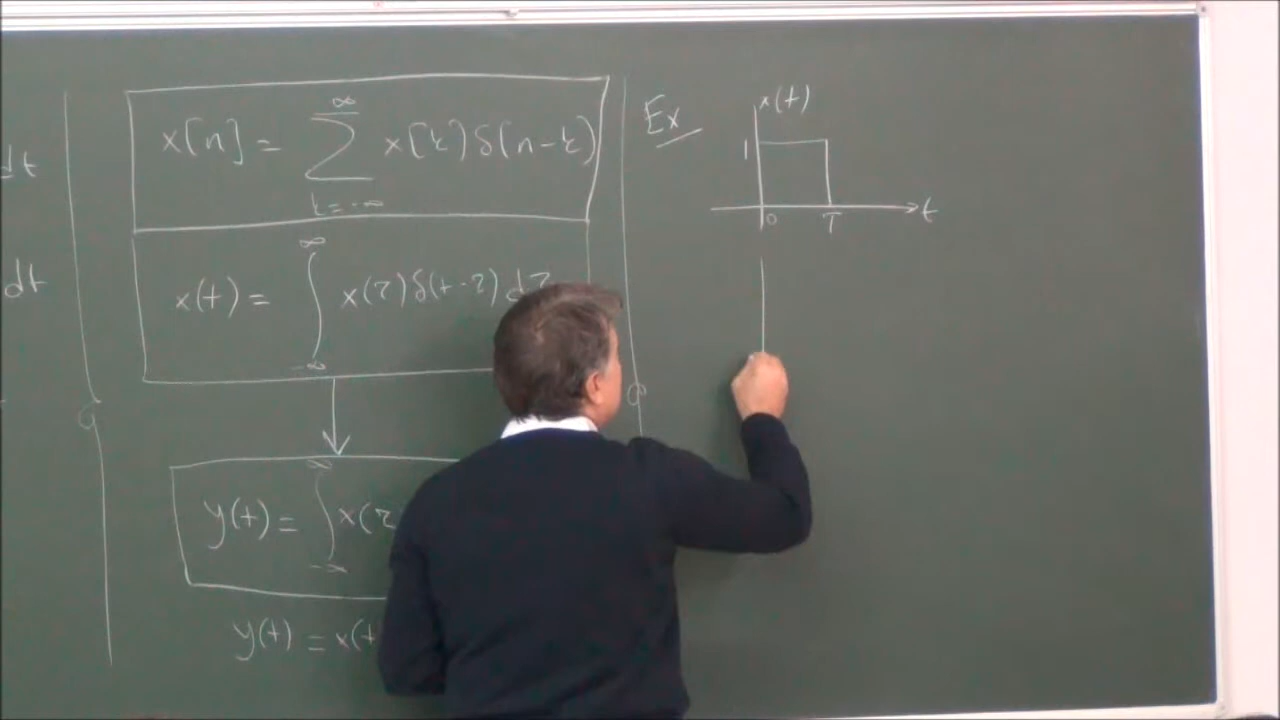 dt
dt
x[n] = ∞ Σ k=-∞ x[k] δ[n-k]
x(t) = ∞ ∫ -∞ x(τ) δ(t-τ) dτ
y(t) = ∞ ∫ -∞ x(τ
y(t) = x(t
Ex
x(t)
1
0 T t